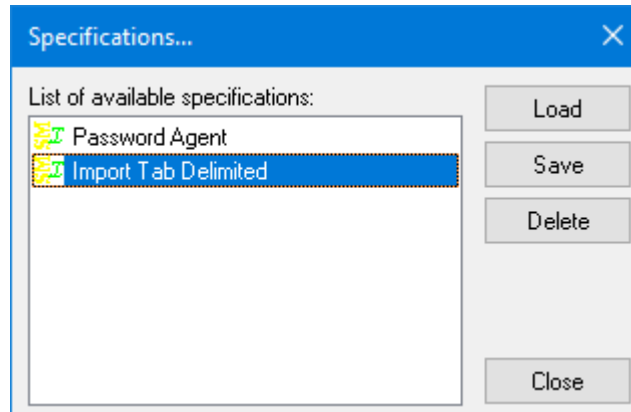 Specifications...
List of available specifications:
Password Agent
Import Tab Delimited
Load
Save
Delete
Close